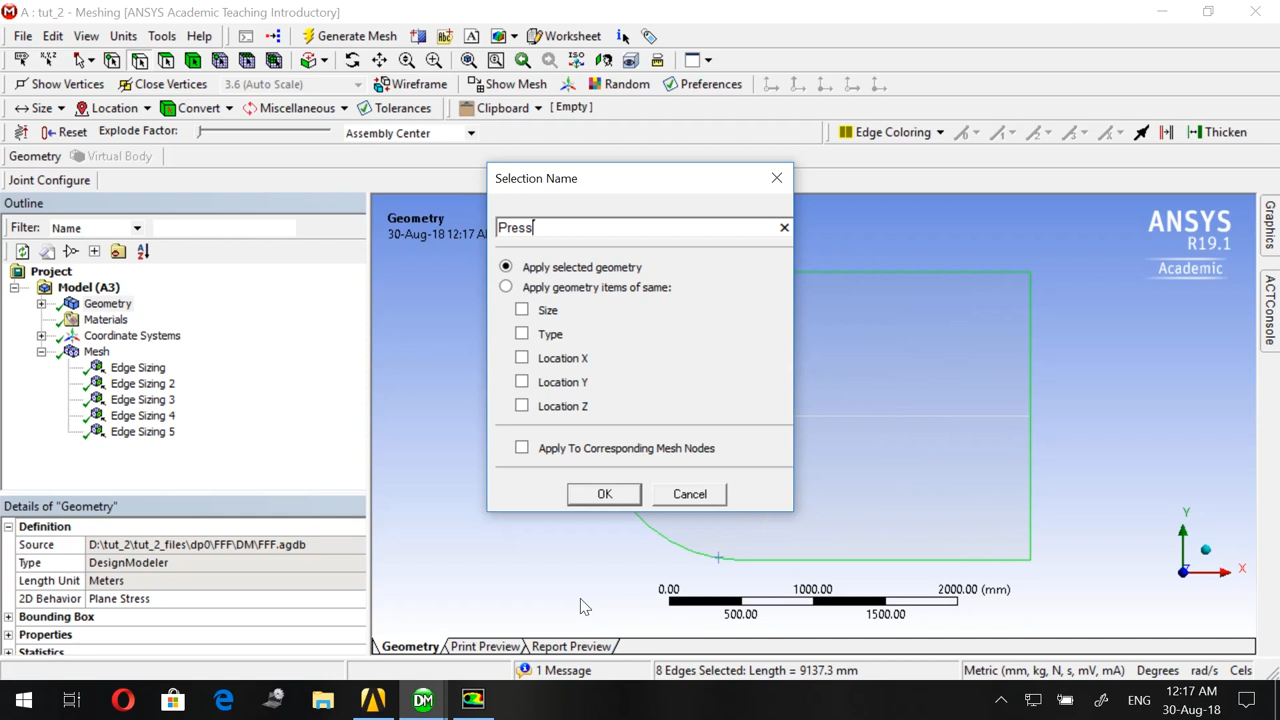 A : tut_2 - Meshing [ANSYS Academic Teaching Introductory]
File Edit View Units Tools Help Generate Mesh Worksheet
Show Vertices Close Vertices 3.6 (Auto Scale) Wireframe Show Mesh Random Preferences
Size Location Convert Miscellaneous Tolerances Clipboard [ Empty ]
Reset Explode Factor: Assembly Center Edge Coloring Thicken
Geometry Virtual Body
Joint Configure
Outline
Filter: Name
Project
Model (A3)
Geometry
Materials
Coordinate Systems
Mesh
Edge Sizing
Edge Sizing 2
Edge Sizing 3
Edge Sizing 4
Edge Sizing 5
Details of "Geometry"
Definition
Source D:\tut_2\tut_2_files\dp0\FFF\DM\FFF.agdb
Type DesignModeler
Length Unit Meters
2D Behavior Plane Stress
Bounding Box
Properties
Statistics
Geometry
30-Aug-18 12:17 A
Selection Name
Press
Apply selected geometry
Apply geometry items of same:
Size
Type
Location X
Location Y
Location Z
Apply To Corresponding Mesh Nodes
OK Cancel
ANSYS
R19.1
Academic
Graphics
ACTConsole
Y
X
0.00 1000.00 2000.00 (mm)
500.00 1500.00
Geometry Print Preview Report Preview
1 Message 8 Edges Selected: Length = 9137.3 mm Metric (mm, kg, N, s, mV, mA) Degrees rad/s Cels
DM ENG 12:17 AM
30-Aug-18